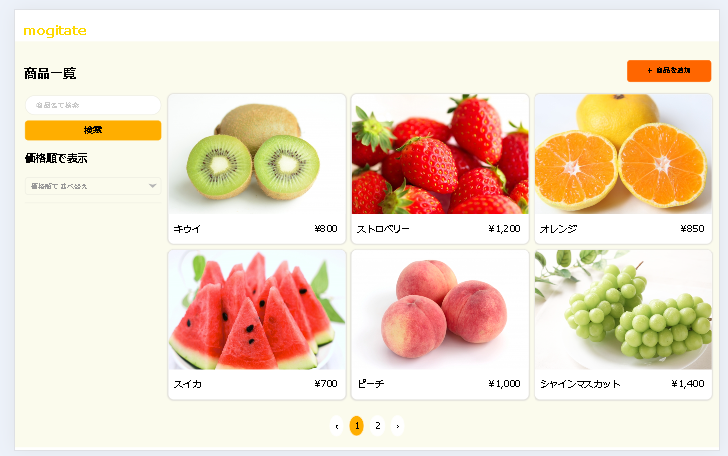 mogitate
商品一覧
+ 商品を追加
商品名で検索
検索
価格順で表示
価格順で並べ替え
キウイ ¥800
ストロベリー ¥1,200
オレンジ ¥850
スイカ ¥700
ピーチ ¥1,000
シャインマスカット ¥1,400
‹ 1 2 ›